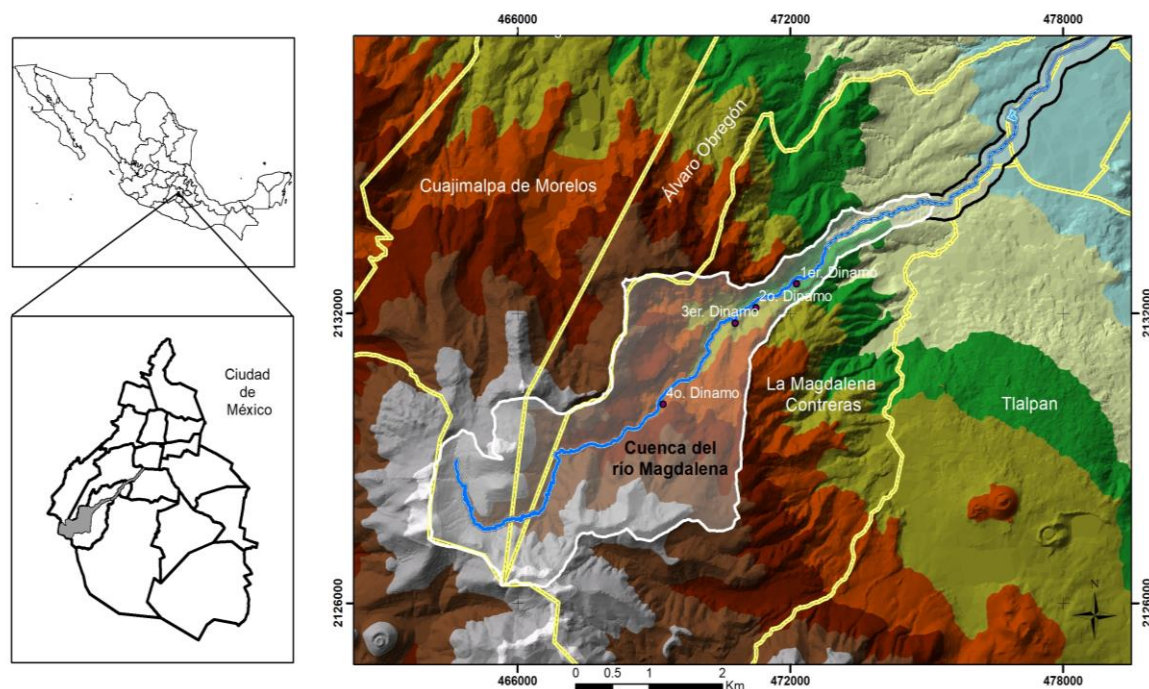 466000
472000
478000
Álvaro Obregón
Cuajimalpa de Morelos
1er. Dinamo
2o. Dinamo
3er. Dinamo
2132000
2132000
4o. Dinamo
La Magdalena
Contreras
Tlalpan
Cuenca del
río Magdalena
Ciudad
de
México
N
2126000
2126000
466000
472000
478000
0 0.5 1 2
Km